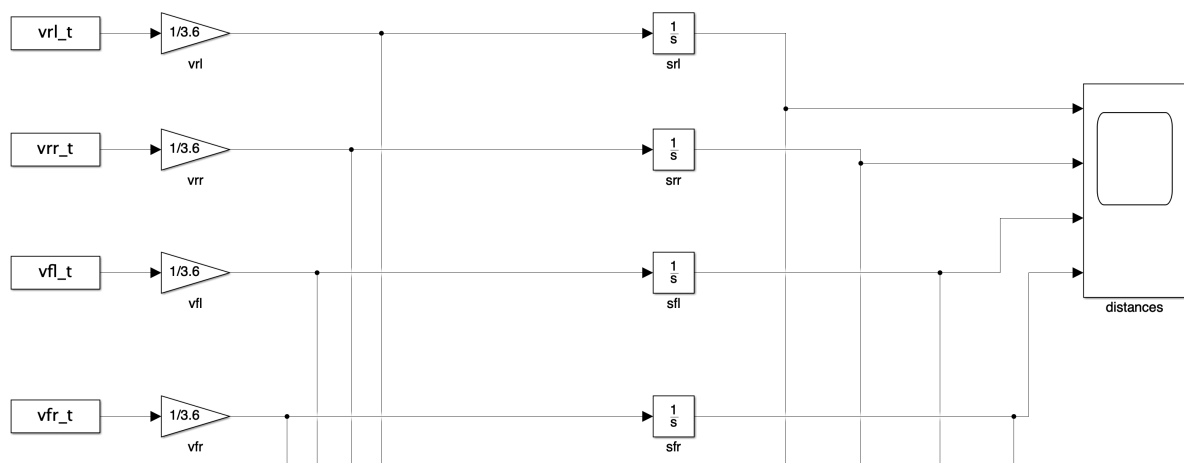 vrl_t
1/3.6
vrl
1
s
srl
vrr_t
1/3.6
vrr
1
s
srr
vfl_t
1/3.6
vfl
1
s
sfl
distances
vfr_t
1/3.6
vfr
1
s
sfr